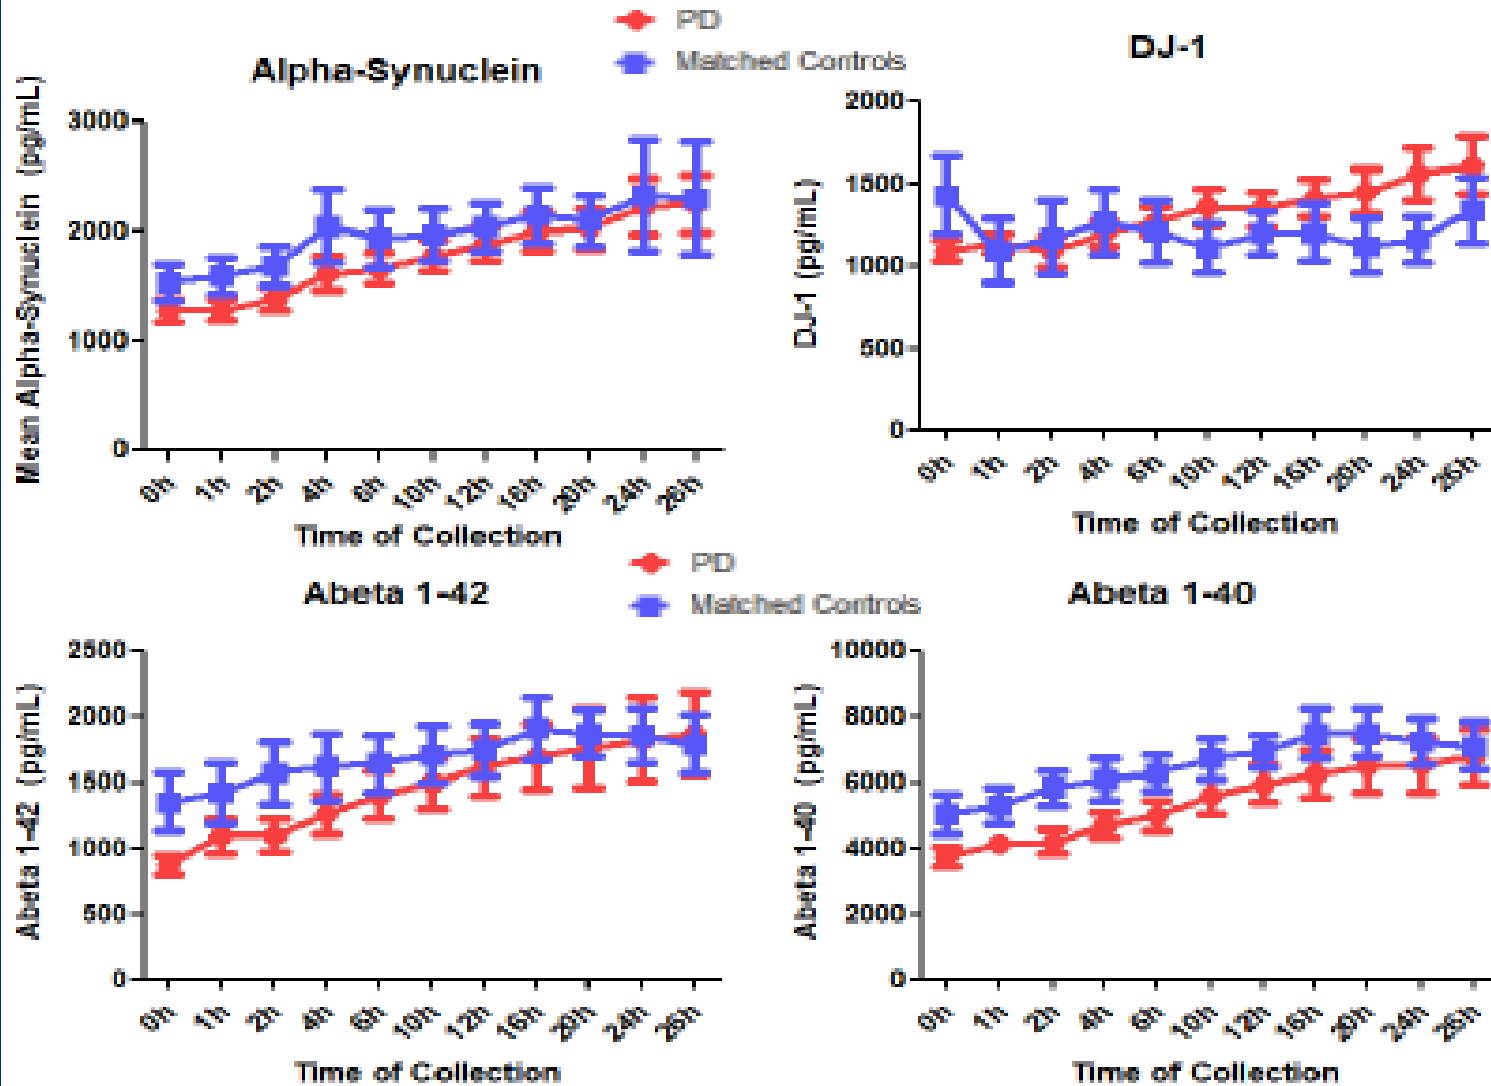 PD
Matched Controls
Alpha-Synuclein
Mean Alpha-Synuclein (pg/mL)
3000
2000
1000
0
0h 1h 2h 4h 6h 10h 12h 16h 20h 24h 26h
Time of Collection
DJ-1
DJ-1 (pg/mL)
2000
1500
1000
500
0
0h 1h 2h 4h 6h 10h 12h 16h 20h 24h 26h
Time of Collection
PD
Matched Controls
Abeta 1-42
Abeta 1-42 (pg/mL)
2500
2000
1500
1000
500
0
0h 1h 2h 4h 6h 10h 12h 16h 20h 24h 26h
Time of Collection
Abeta 1-40
Abeta 1-40 (pg/mL)
10000
8000
6000
4000
2000
0
0h 1h 2h 4h 6h 10h 12h 16h 20h 24h 26h
Time of Collection